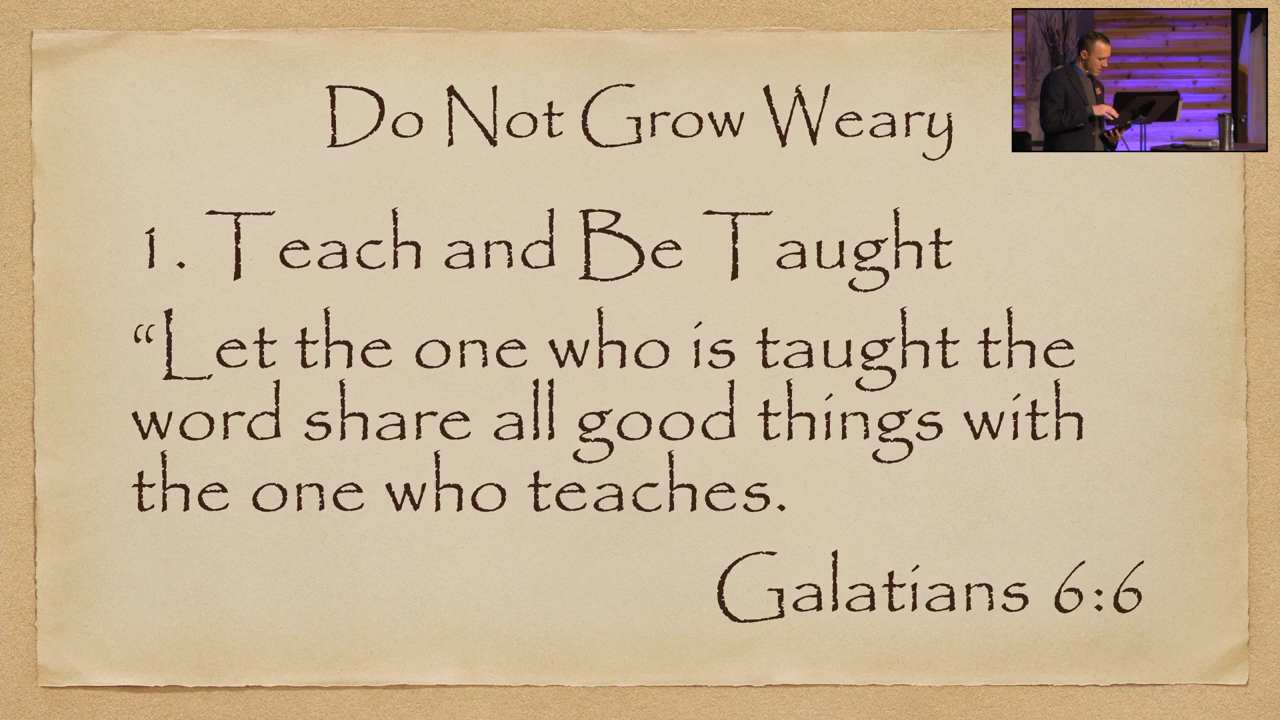 Do Not Grow Weary
1. Teach and Be Taught
“Let the one who is taught the
word share all good things with
the one who teaches.
Galatians 6:6